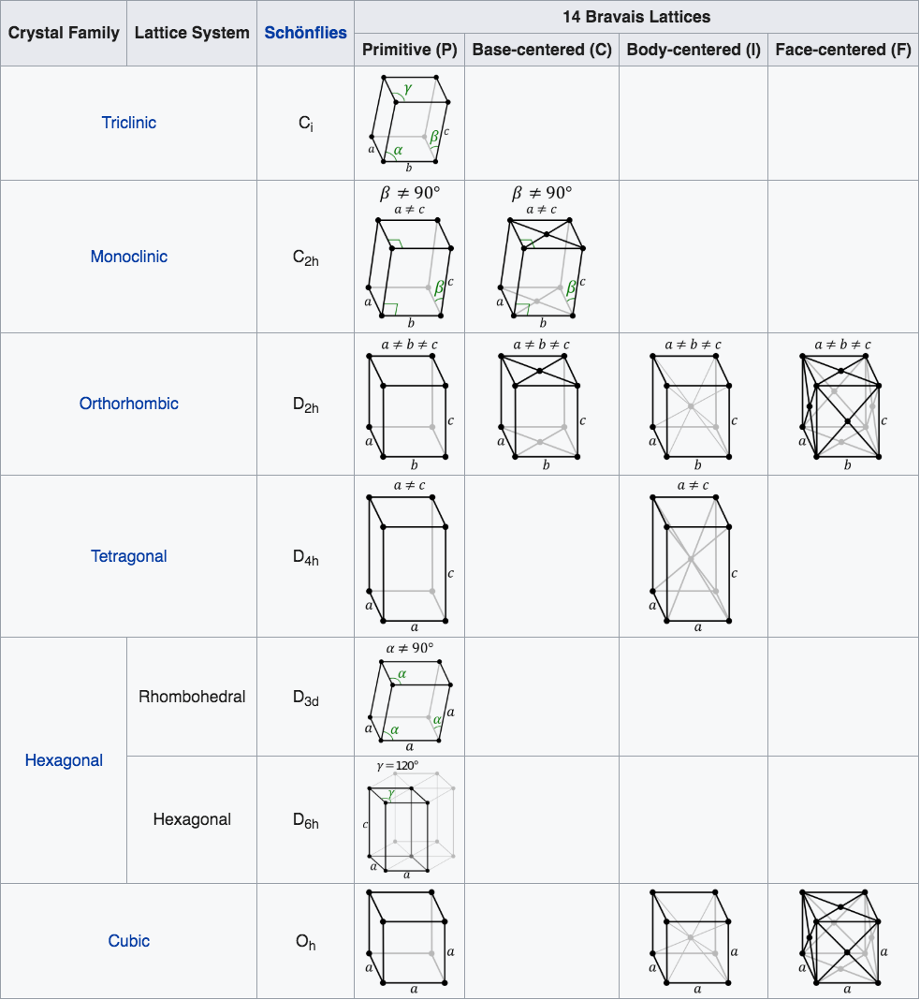 14 Bravais Lattices
Crystal Family Lattice System Schönflies
Primitive (P) Base-centered (C) Body-centered (I) Face-centered (F)
Triclinic Cᵢ
γ
β c
a α
b
β ≠ 90° β ≠ 90°
a ≠ c a ≠ c
Monoclinic C₂ₕ
β c β c
a a
b b
a ≠ b ≠ c a ≠ b ≠ c a ≠ b ≠ c a ≠ b ≠ c
Orthorhombic D₂ₕ
c c c c
a a a a
b b b b
a ≠ c a ≠ c
Tetragonal D₄ₕ
c c
a a
a a
α ≠ 90°
α
Rhombohedral D₃d
α a
a α
a
Hexagonal
γ = 120°
γ
Hexagonal D₆ₕ
c
a
a
Cubic Oₕ
a a a
a a a
a a a